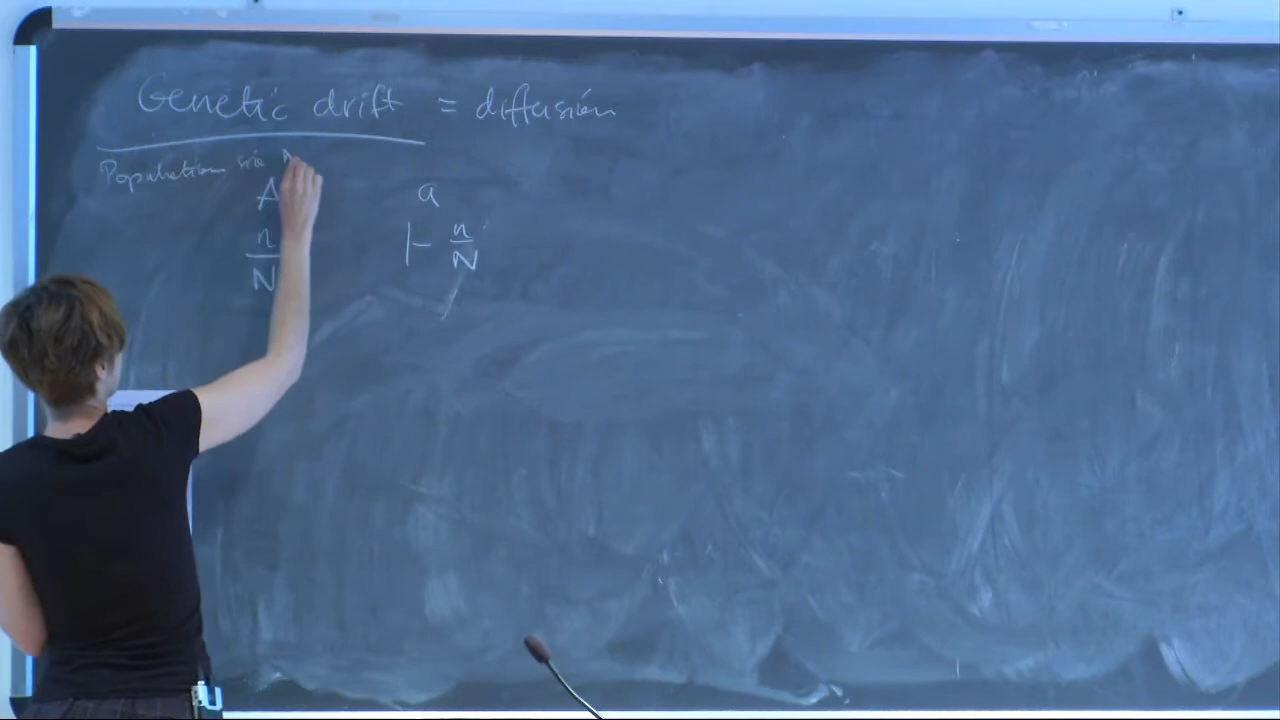 Genetic drift = diffusion
Population size N
A a
n/N 1 - n/N